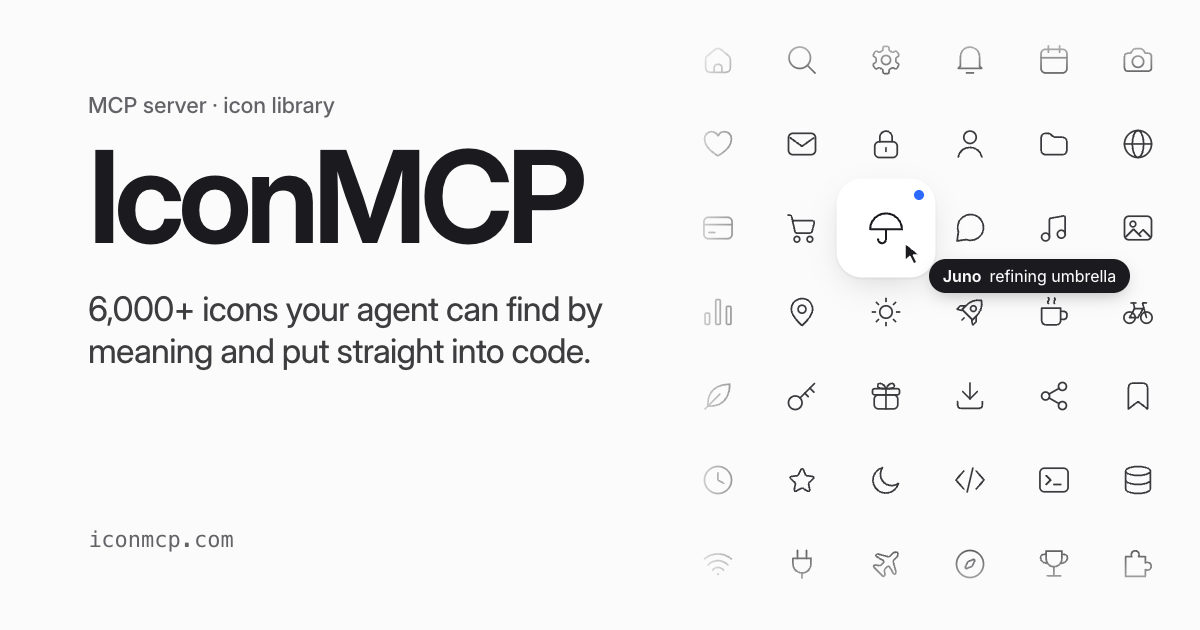 MCP server · icon library
IconMCP
6,000+ icons your agent can find by
meaning and put straight into code.
Juno refining umbrella
iconmcp.com